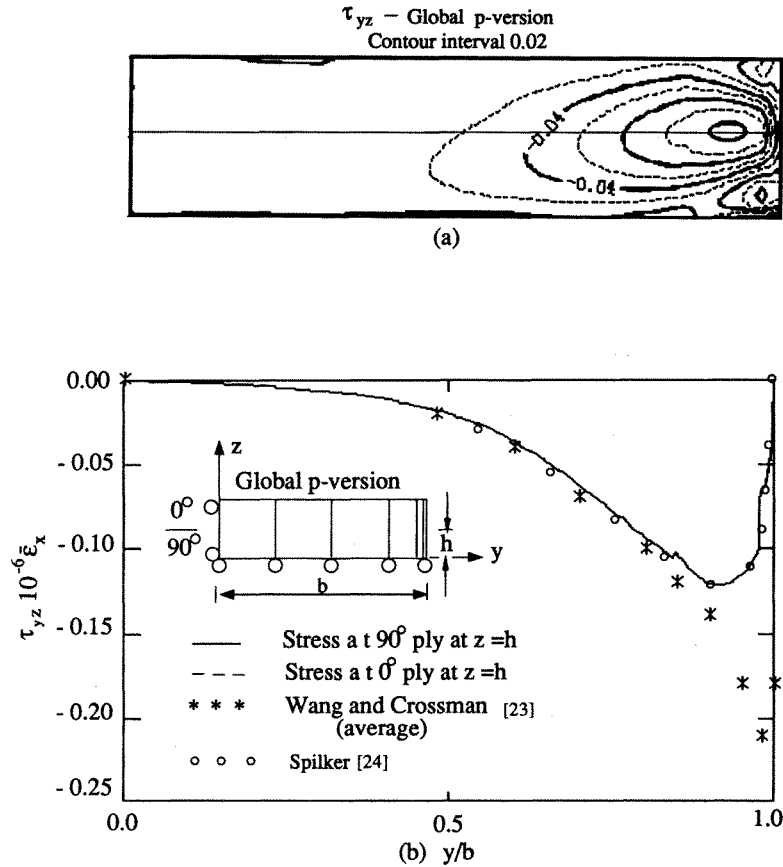 τyz – Global p-version
Contour interval 0.02
-0.04
-0.04
(a)
0.00
- 0.05
- 0.10
- 0.15
- 0.20
- 0.25
τyz 10⁻⁶ ε̄x
z
Global p-version
0°
90°
h
y
b
Stress a t 90° ply at z =h
Stress a t 0° ply at z =h
* * * Wang and Crossman [23]
(average)
o o o Spilker [24]
0.0
0.5
1.0
(b) y/b